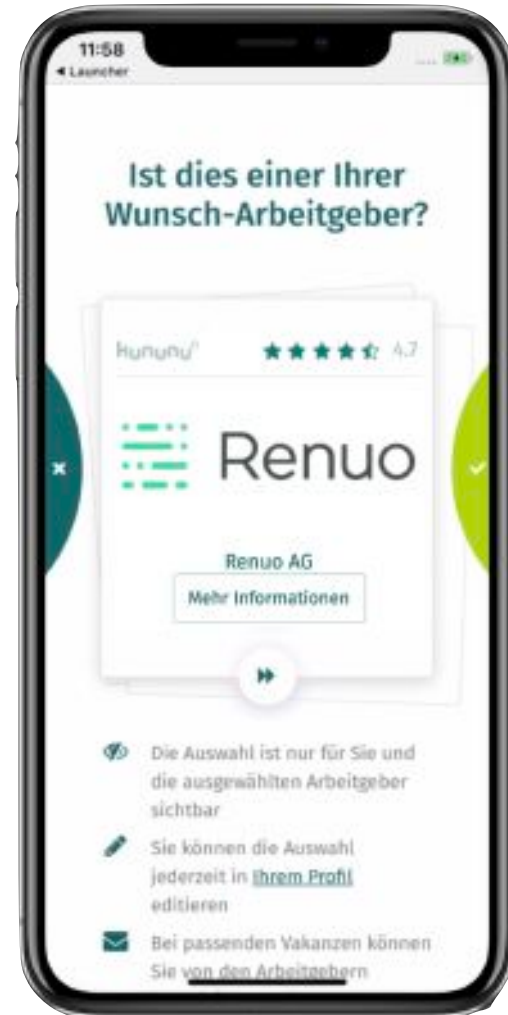 11:58
◀ Launcher
Ist dies einer Ihrer
Wunsch-Arbeitgeber?
kununu 4.7
Renuo
Renuo AG
Mehr Informationen
Die Auswahl ist nur für Sie und
die ausgewählten Arbeitgeber
sichtbar
Sie können die Auswahl
jederzeit in Ihrem Profil
editieren
Bei passenden Vakanzen können
Sie von den Arbeitgebern